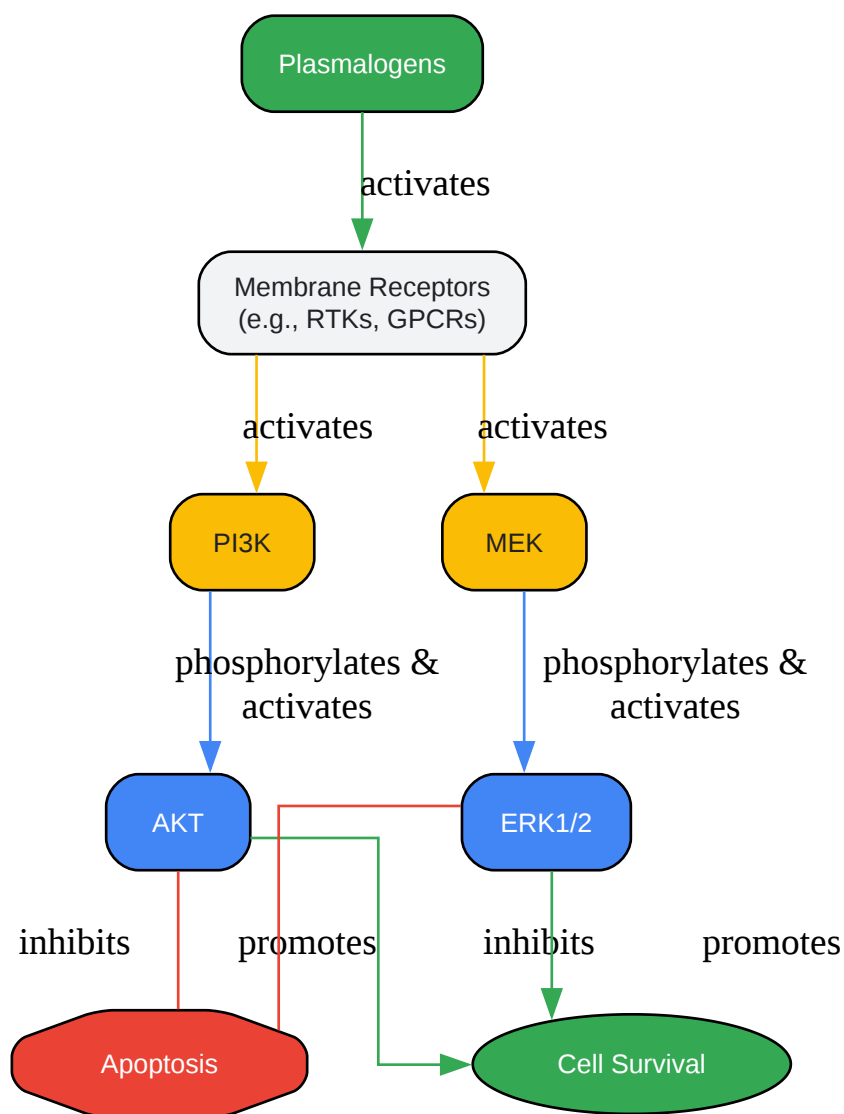 Plasmalogens
activates
Membrane Receptors
(e.g., RTKs, GPCRs)
activates
activates
PI3K
MEK
phosphorylates &
activates
phosphorylates &
activates
AKT
ERK1/2
inhibits
promotes
inhibits
promotes
Apoptosis
Cell Survival